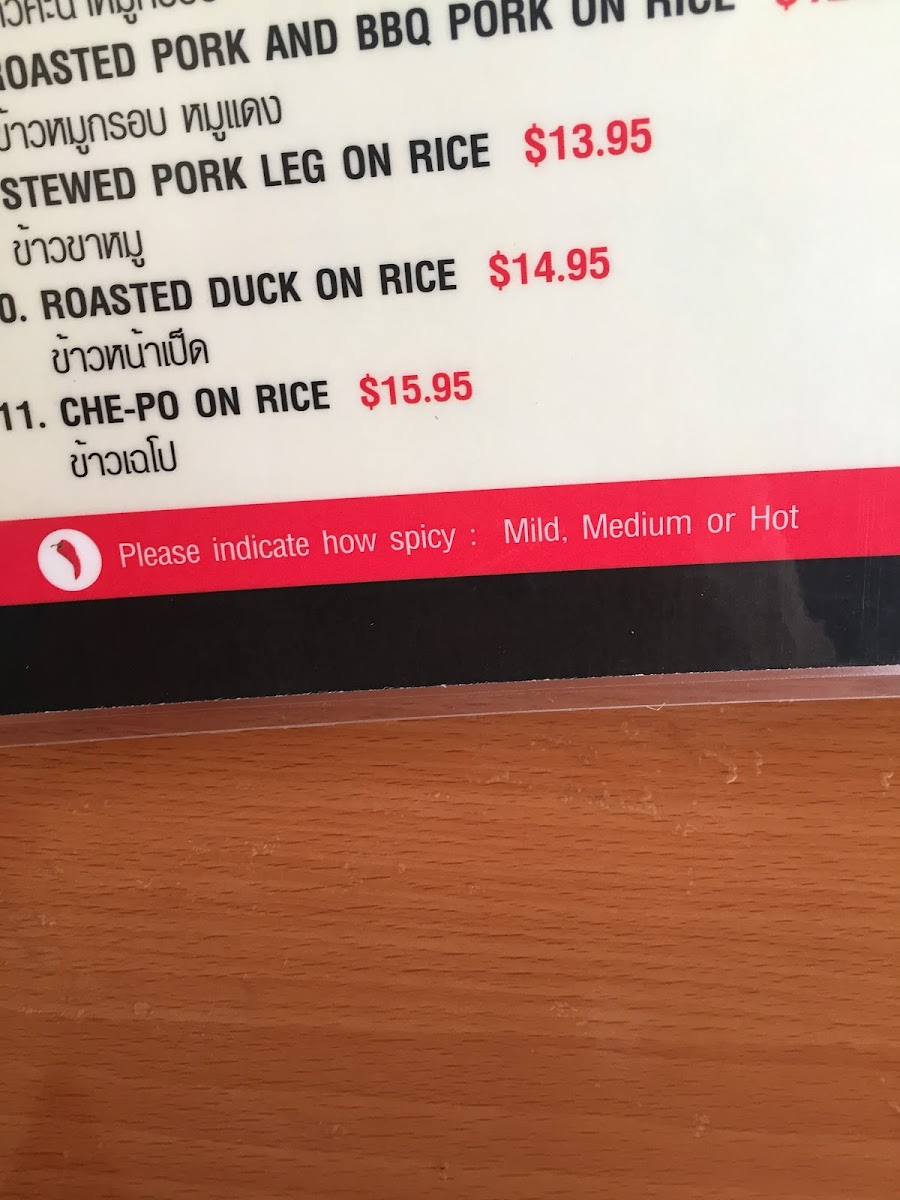 ROASTED PORK AND BBQ PORK ON RICE
ข้าวหมูกรอบ หมูแดง
STEWED PORK LEG ON RICE $13.95
ข้าวขาหมู
0. ROASTED DUCK ON RICE $14.95
ข้าวหน้าเป็ด
11. CHE-PO ON RICE $15.95
ข้าวเฉโป
Please indicate how spicy : Mild, Medium or Hot